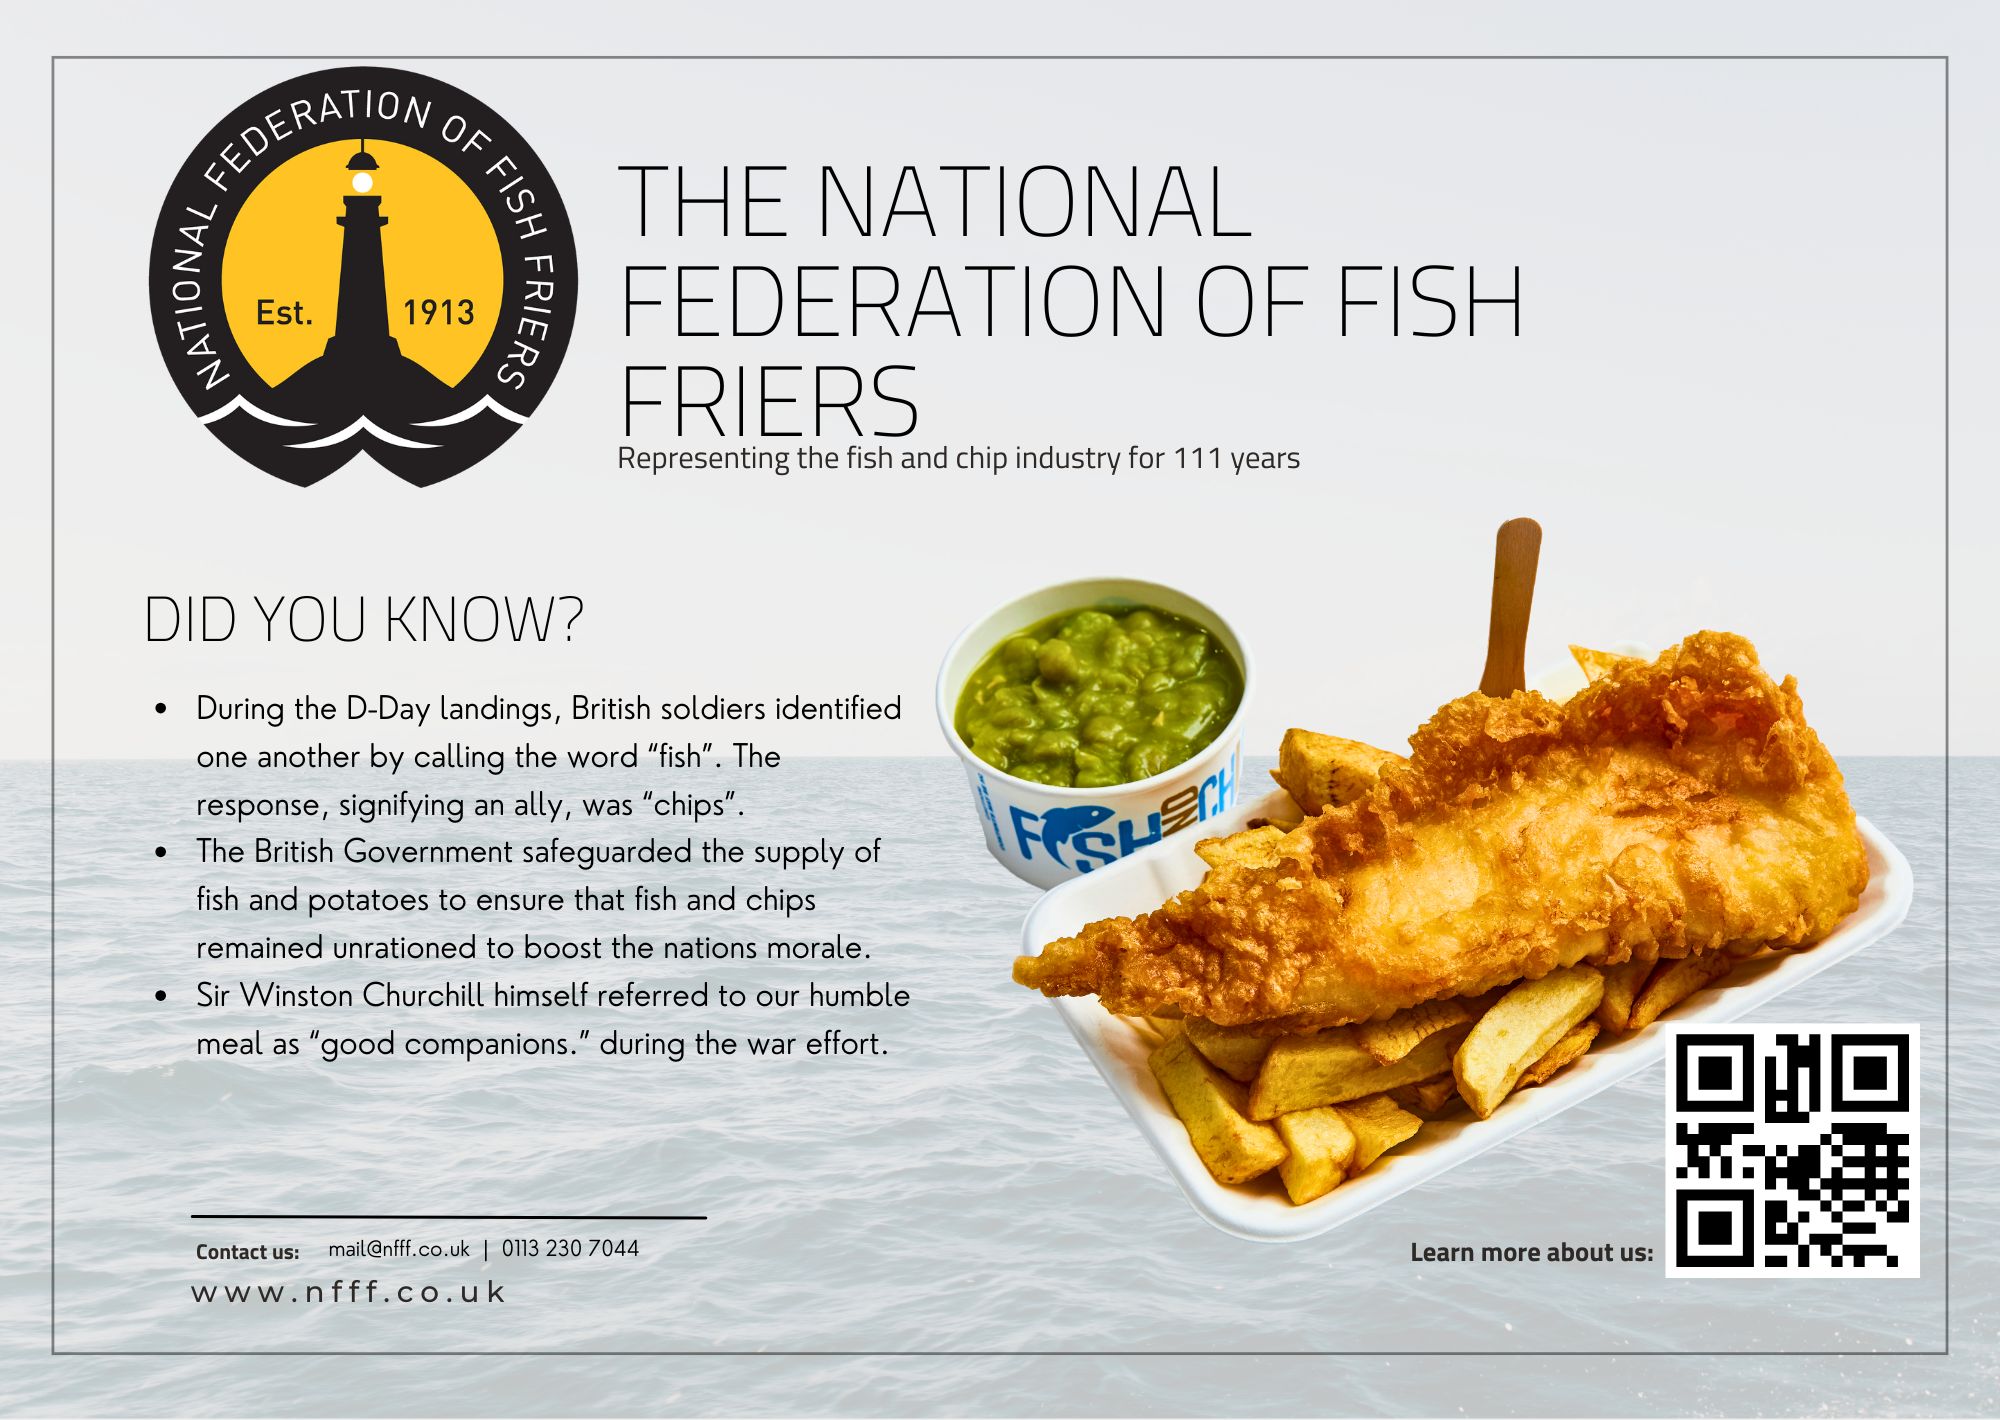 NATIONAL FEDERATION OF FISH FRIERS
Est. 1913
THE NATIONAL
FEDERATION OF FISH
FRIERS
Representing the fish and chip industry for 111 years
DID YOU KNOW?
• During the D-Day landings, British soldiers identified
one another by calling the word “fish”. The
response, signifying an ally, was “chips”.
• The British Government safeguarded the supply of
fish and potatoes to ensure that fish and chips
remained unrationed to boost the nations morale.
• Sir Winston Churchill himself referred to our humble
meal as “good companions.” during the war effort.
FISH AND CH
Contact us: mail@nfff.co.uk | 0113 230 7044
www.nfff.co.uk
Learn more about us: